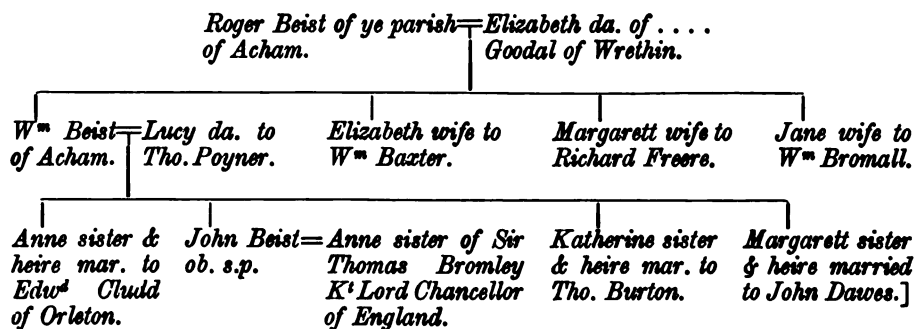 Roger Beist of ye parish=Elizabeth da. of . . . .
of Acham. Goodal of Wrethin.
Wm Beist=Lucy da. to Elizabeth wife to Margarett wife to Jane wife to
of Acham. Tho. Poyner. Wm Baxter. Richard Freere. Wm Bromall.
Anne sister & John Beist=Anne sister of Sir Katherine sister Margarett sister
heire mar. to ob. s.p. Thomas Bromley & heire mar. to & heire married
Edwd Cludd Kt Lord Chancellor Tho. Burton. to John Dawes.]
of Orleton. of England.